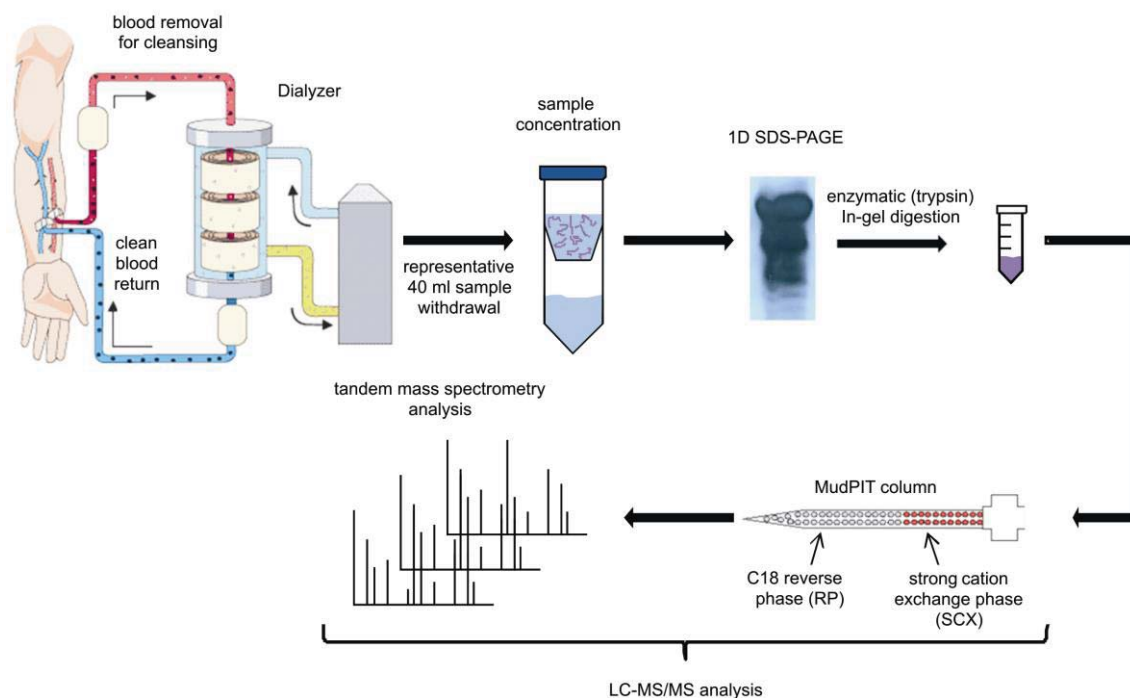 blood removal
for cleansing
Dialyzer
clean
blood
return
representative
40 ml sample
withdrawal
sample
concentration
1D SDS-PAGE
enzymatic (trypsin)
In-gel digestion
tandem mass spectrometry
analysis
MudPIT column
C18 reverse
phase (RP)
strong cation
exchange phase
(SCX)
LC-MS/MS analysis